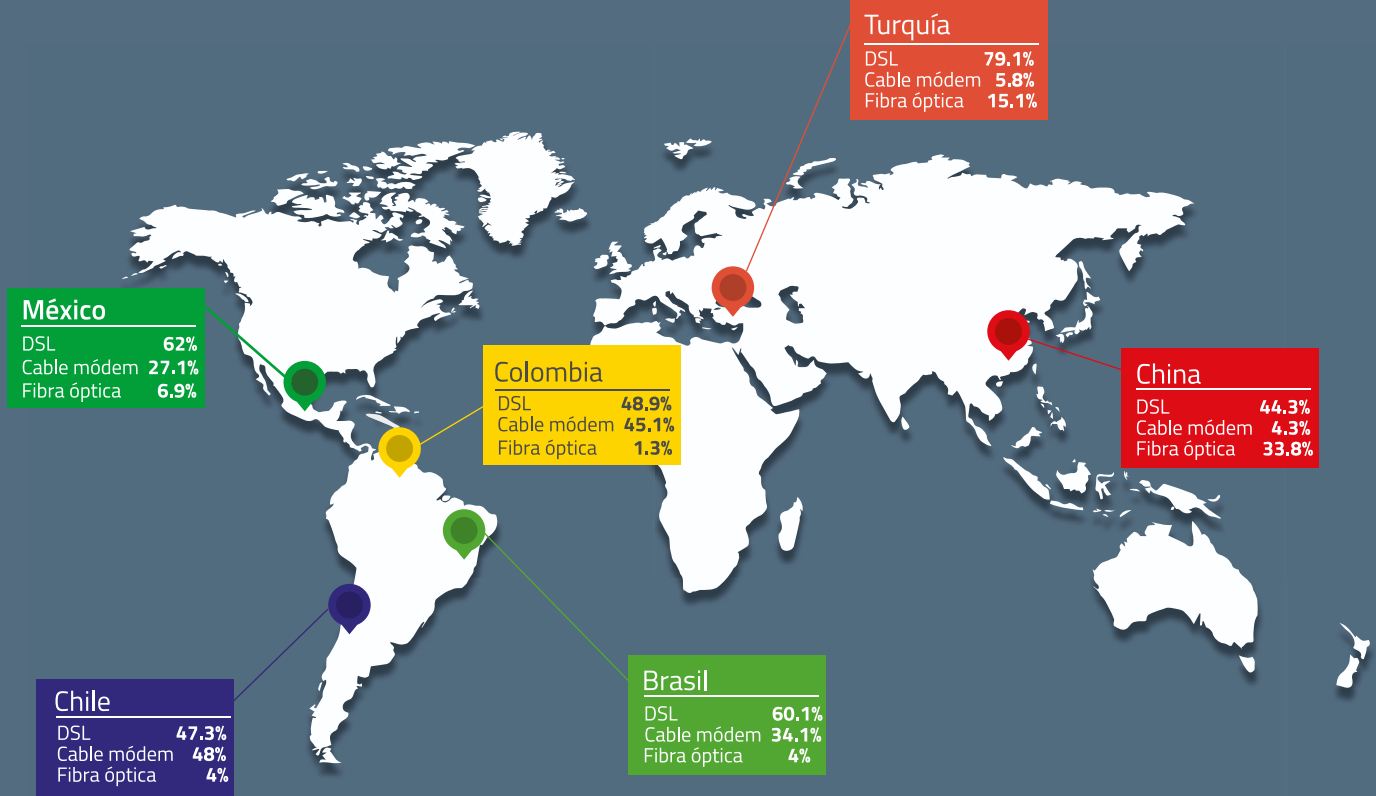 Turquía
DSL 79.1%
Cable módem 5.8%
Fibra óptica 15.1%
México
DSL 62%
Cable módem 27.1%
Fibra óptica 6.9%
Colombia
DSL 48.9%
Cable módem 45.1%
Fibra óptica 1.3%
China
DSL 44.3%
Cable módem 4.3%
Fibra óptica 33.8%
Chile
DSL 47.3%
Cable módem 48%
Fibra óptica 4%
Brasil
DSL 60.1%
Cable módem 34.1%
Fibra óptica 4%